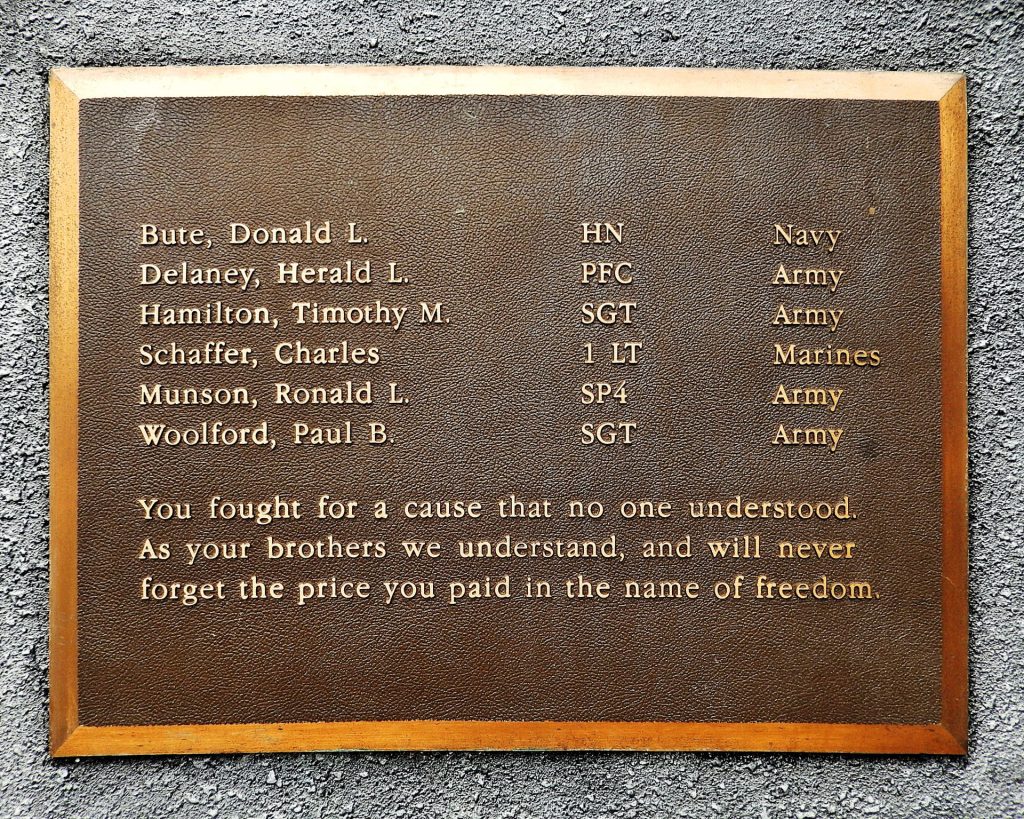 Bute, Donald L. HN Navy
Delaney, Herald L. PFC Army
Hamilton, Timothy M. SGT Army
Schaffer, Charles 1 LT Marines
Munson, Ronald L. SP4 Army
Woolford, Paul B. SGT Army
You fought for a cause that no one understood.
As your brothers we understand, and will never
forget the price you paid in the name of freedom.